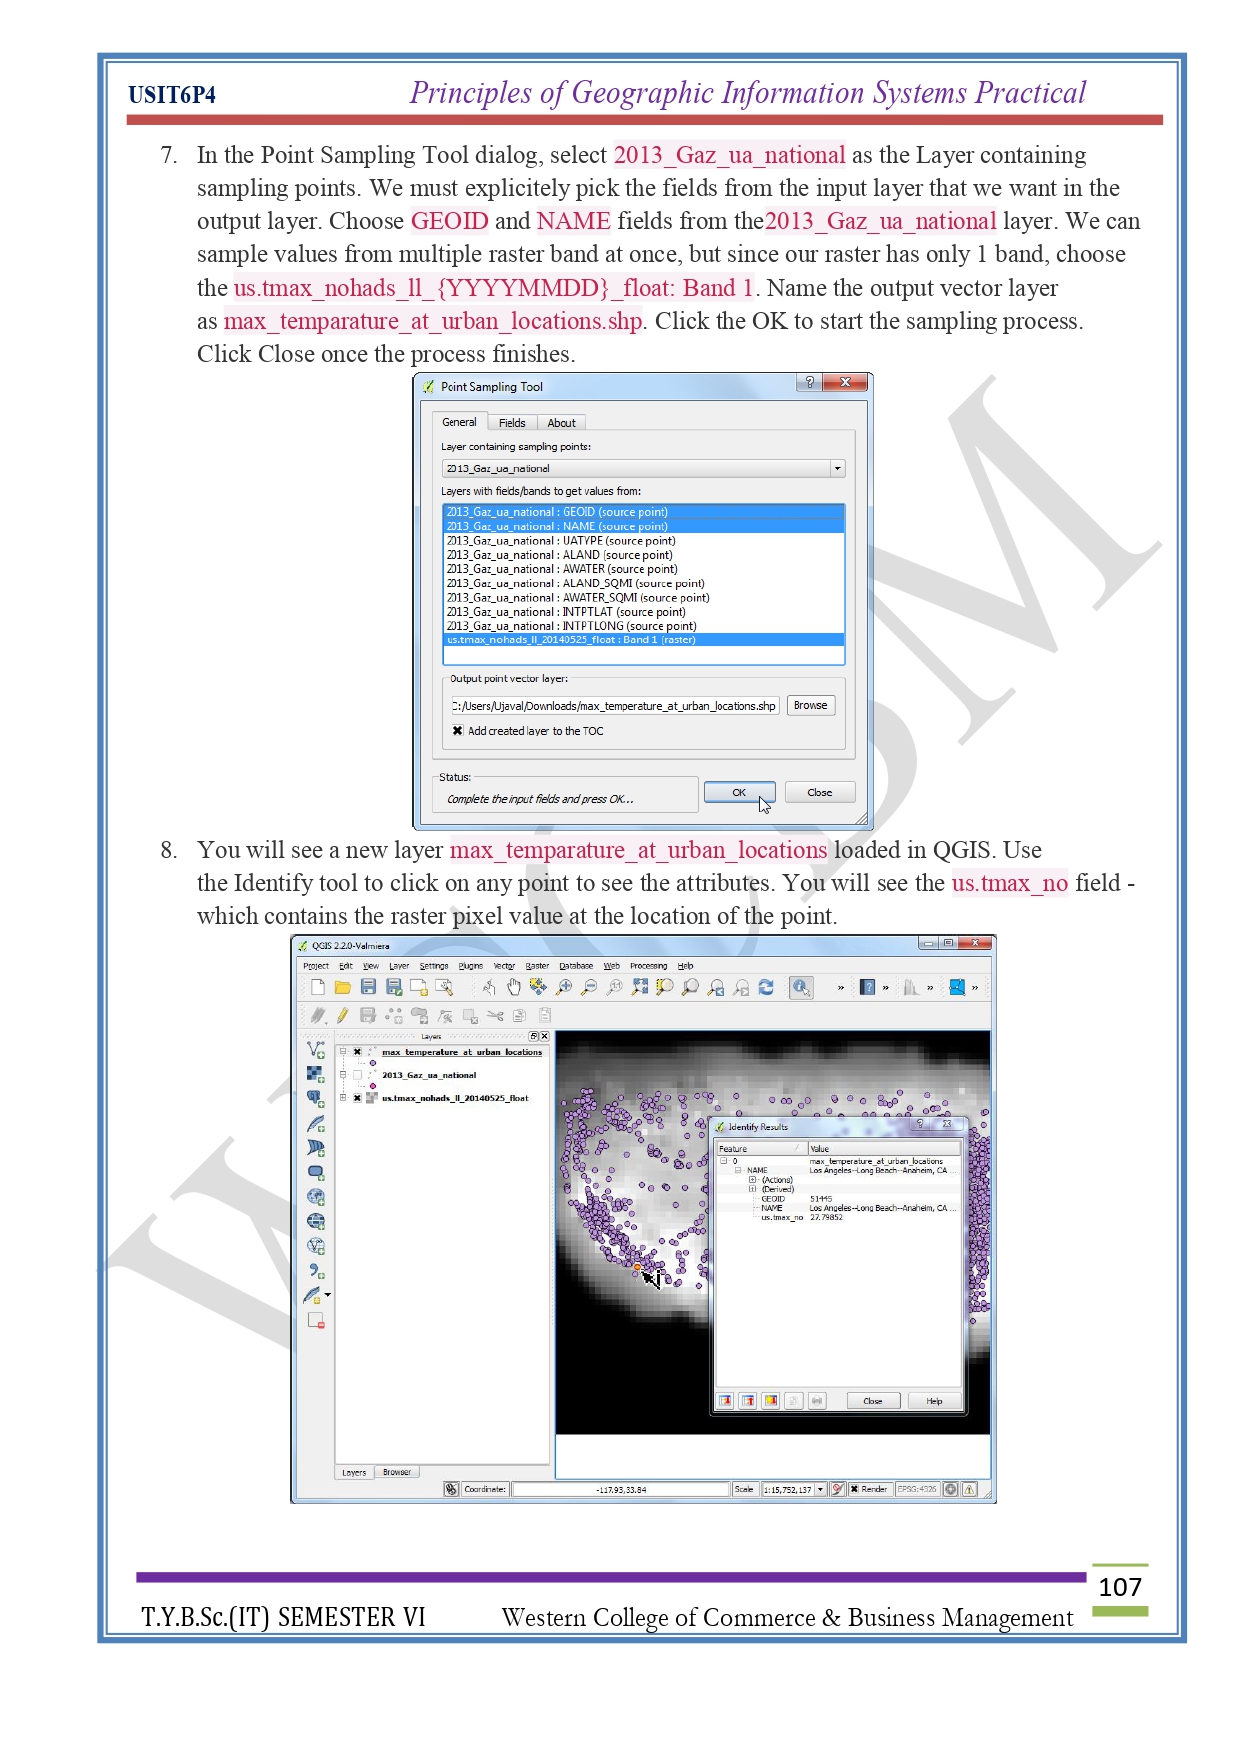 USIT6P4 Principles of Geographic Information Systems Practical
7. In the Point Sampling Tool dialog, select 2013_Gaz_ua_national as the Layer containing
sampling points. We must explicitely pick the fields from the input layer that we want in the
output layer. Choose GEOID and NAME fields from the2013_Gaz_ua_national layer. We can
sample values from multiple raster band at once, but since our raster has only 1 band, choose
the us.tmax_nohads_ll_{YYYYMMDD}_float: Band 1. Name the output vector layer
as max_temparature_at_urban_locations.shp. Click the OK to start the sampling process.
Click Close once the process finishes.
Point Sampling Tool
General Fields About
Layer containing sampling points:
2013_Gaz_ua_national
Layers with fields/bands to get values from:
2013_Gaz_ua_national : GEOID (source point)
2013_Gaz_ua_national : NAME (source point)
2013_Gaz_ua_national : UATYPE (source point)
2013_Gaz_ua_national : ALAND (source point)
2013_Gaz_ua_national : AWATER (source point)
2013_Gaz_ua_national : ALAND_SQMI (source point)
2013_Gaz_ua_national : AWATER_SQMI (source point)
2013_Gaz_ua_national : INTPTLAT (source point)
2013_Gaz_ua_national : INTPTLONG (source point)
us.tmax_nohads_ll_20140525_float : Band 1 (raster)
Output point vector layer:
C:/Users/Ujaval/Downloads/max_temperature_at_urban_locations.shp Browse
Add created layer to the TOC
Status:
Complete the input fields and press OK...
OK Close
8. You will see a new layer max_temparature_at_urban_locations loaded in QGIS. Use
the Identify tool to click on any point to see the attributes. You will see the us.tmax_no field -
which contains the raster pixel value at the location of the point.
QGIS 2.2.0-Valmiera
Project Edit View Layer Settings Plugins Vector Raster Database Web Processing Help
Layers
max_temperature_at_urban_locations
2013_Gaz_ua_national
us.tmax_nohads_ll_20140525_float
Identify Results
Feature Value
0 max_temperature_at_urban_locations
NAME Los Angeles--Long Beach--Anaheim, CA ...
(Actions)
(Derived)
GEOID 51445
NAME Los Angeles--Long Beach--Anaheim, CA ...
us.tmax_no 27.79852
Close Help
Layers Browser
Coordinate: -117.93,33.84 Scale 1:15,752,137 Render EPSG:4326
107
T.Y.B.Sc.(IT) SEMESTER VI Western College of Commerce & Business Management
WCCBM